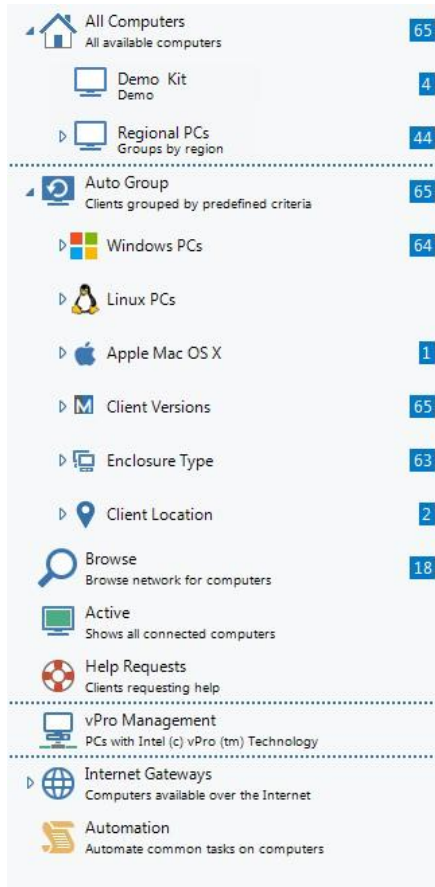 All Computers 65
All available computers
Demo Kit 4
Demo
Regional PCs 44
Groups by region
Auto Group 65
Clients grouped by predefined criteria
Windows PCs 64
Linux PCs
Apple Mac OS X 1
M Client Versions 65
Enclosure Type 63
Client Location 2
Browse 18
Browse network for computers
Active
Shows all connected computers
Help Requests
Clients requesting help
vPro Management
PCs with Intel (c) vPro (tm) Technology
Internet Gateways
Computers available over the Internet
Automation
Automate common tasks on computers